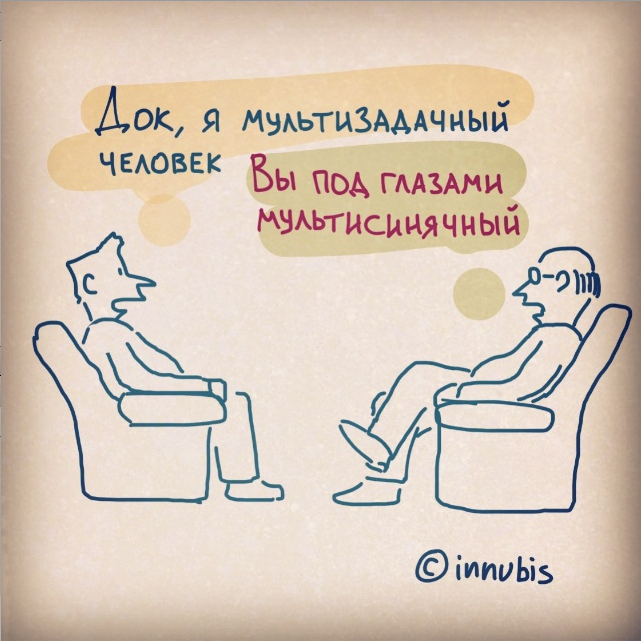 Док, я мультизадачный
человек
Вы под глазами
мультисинячный
© innubis